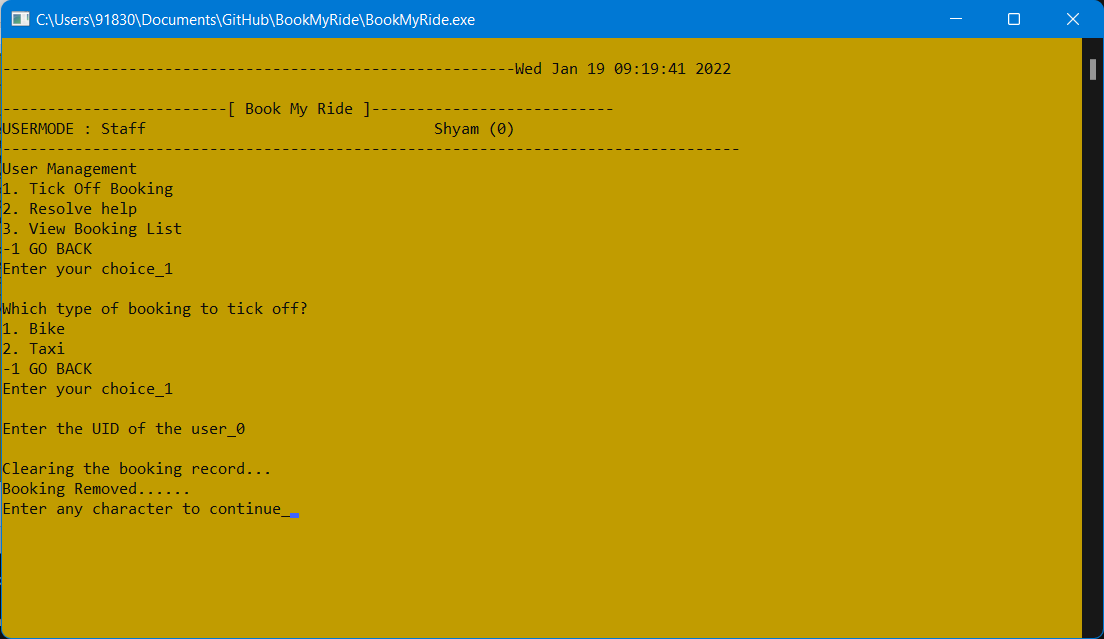 C:\Users\91830\Documents\GitHub\BookMyRide\BookMyRide.exe
---------------------------------------------------------Wed Jan 19 09:19:41 2022
-------------------------[ Book My Ride ]---------------------------
USERMODE : Staff                                Shyam (0)
----------------------------------------------------------------------------------
User Management
1. Tick Off Booking
2. Resolve help
3. View Booking List
-1 GO BACK
Enter your choice_1
Which type of booking to tick off?
1. Bike
2. Taxi
-1 GO BACK
Enter your choice_1
Enter the UID of the user_0
Clearing the booking record...
Booking Removed......
Enter any character to continue_